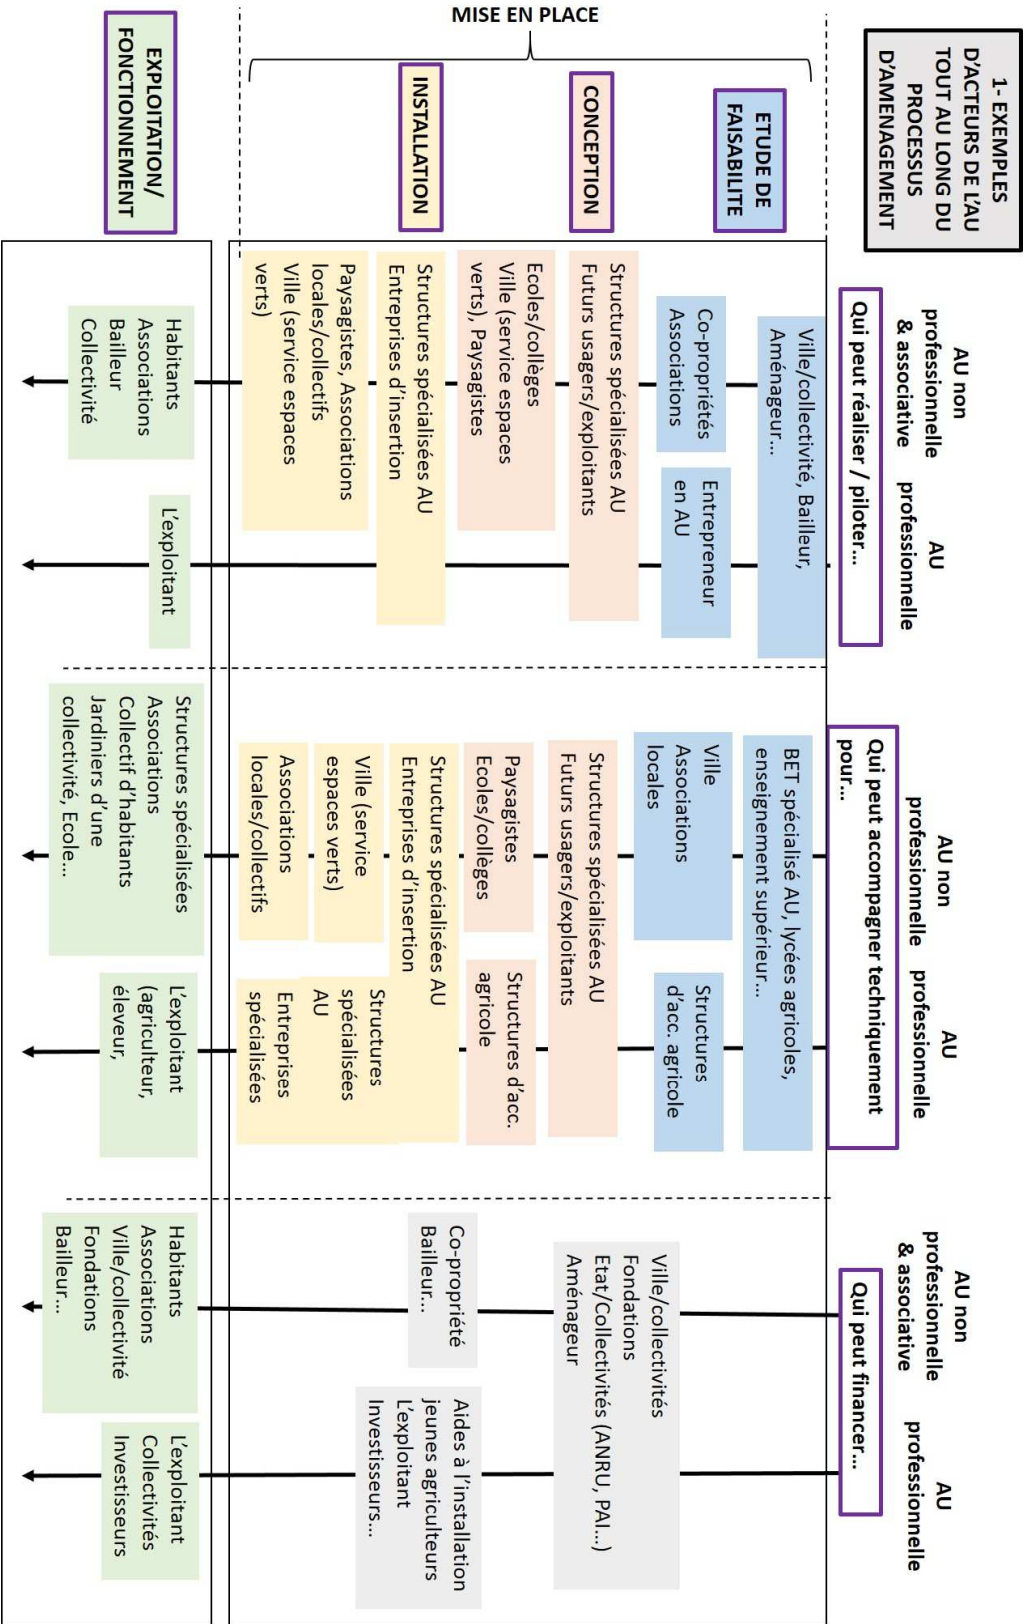 1- EXEMPLES
D'ACTEURS DE L'AU
TOUT AU LONG DU
PROCESSUS
D'AMENAGEMENT
AU non
professionnelle
& associative
AU
professionnelle
Qui peut réaliser / piloter...
AU non
professionnelle
AU
professionnelle
Qui peut accompagner techniquement
pour...
AU non
professionnelle
& associative
AU
professionnelle
Qui peut financer...
MISE EN PLACE
ETUDE DE
FAISABILITE
Ville/collectivité, Bailleur,
Aménageur...
Co-propriétés
Associations
Entrepreneur
en AU
BET spécialisé AU, lycées agricoles,
enseignement supérieur...
Ville
Associations
locales
Structures
d'acc. agricole
CONCEPTION
Structures spécialisées AU
Futurs usagers/exploitants
Ecoles/collèges
Ville (service espaces
verts), Paysagistes
Structures spécialisées AU
Futurs usagers/exploitants
Paysagistes
Ecoles/collèges
Structures d'acc.
agricole
Ville/collectivités
Fondations
Etat/Collectivités (ANRU, PAI...)
Aménageur
INSTALLATION
Structures spécialisées AU
Entreprises d'insertion
Paysagistes, Associations
locales/collectifs
Ville (service espaces
verts)
Structures spécialisées AU
Entreprises d'insertion
Ville (service
espaces verts)
Associations
locales/collectifs
Structures
spécialisées
AU
Entreprises
spécialisées
Co-propriété
Bailleur...
Aides à l'installation
jeunes agriculteurs
L'exploitant
Investisseurs...
EXPLOITATION/
FONCTIONNEMENT
Habitants
Associations
Bailleur
Collectivité
L'exploitant
Structures spécialisées
Associations
Collectif d'habitants
Jardiniers d'une
collectivité, Ecole...
L'exploitant
(agriculteur,
éleveur,
Habitants
Associations
Ville/collectivité
Fondations
Bailleur...
L'exploitant
Collectivités
Investisseurs